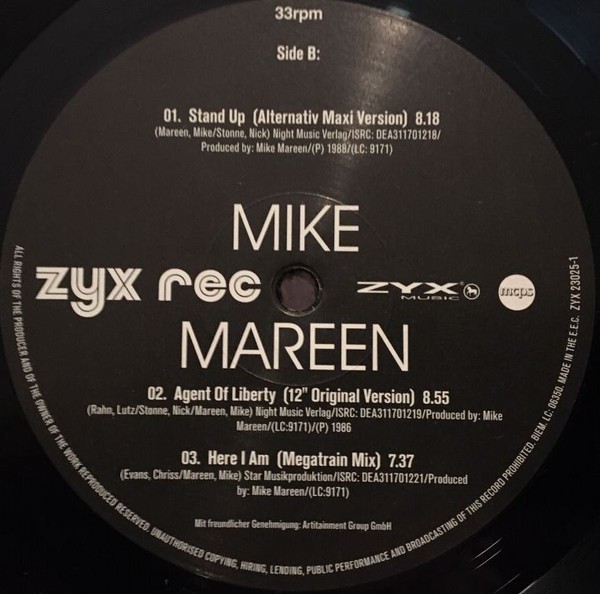 33rpm
Side B:
01. Stand Up (Alternativ Maxi Version) 8.18
(Mareen, Mike/Stonne, Nick) Night Music Verlag/ISRC: DEA311701218/
Produced by: Mike Mareen/(P) 1988/(LC: 9171)
MIKE
zyx rec
ZYX
MUSIC
mcps
MAREEN
02. Agent Of Liberty (12" Original Version) 8.55
(Rahn, Lutz/Stonne, Nick/Mareen, Mike) Night Music Verlag/ISRC: DEA311701219/Produced by: Mike
Mareen/(LC:9171)/(P) 1986
03. Here I Am (Megatrain Mix) 7.37
(Evans, Chriss/Mareen, Mike) Star Musikproduktion/ISRC: DEA311701221/Produced
by: Mike Mareen/(LC:9171)
Mit freundlicher Genehmigung: Artitainment Group GmbH
ALL RIGHTS OF THE PRODUCER AND OF THE OWNER OF THE WORK REPRODUCED RESERVED. UNAUTHORISED COPYING, HIRING, LENDING, PUBLIC PERFORMANCE AND BROADCASTING OF THIS RECORD PROHIBITED. BIEM. LC: 06350. MADE IN THE E.E.C. ZYX 23025-1